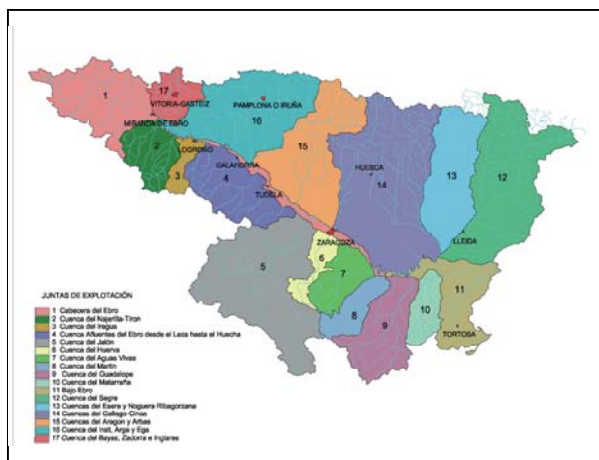 17
VITORIA-GASTEIZ
1
PAMPLONA O IRUÑA
MIRANDA DE EBRO
16
2
LOGROÑO
15
3
CALAHORRA
HUESCA
13
12
4
14
TUDELA
ZARAGOZA
LLEIDA
6
5
7
JUNTAS DE EXPLOTACIÓN
11
8
10
9
TORTOSA
1 Cabecera del Ebro
2 Cuenca del Najerilla-Tiron
3 Cuenca del Iregua
4 Cuenca Afluentes del Ebro desde el Leza hasta el Huecha
5 Cuenca del Jalón
6 Cuenca del Huerva
7 Cuenca del Aguas Vivas
8 Cuenca del Martín
9 Cuenca del Guadalope
10 Cuenca del Matarraña
11 Bajo Ebro
12 Cuenca del Segre
13 Cuencas del Esera y Noguera Ribagorzana
14 Cuencas del Gallego-Cinca
15 Cuencas del Aragon y Arbas
16 Cuenca del Irati, Arga y Ega
17 Cuenca del Bayas, Zadorra e Inglares